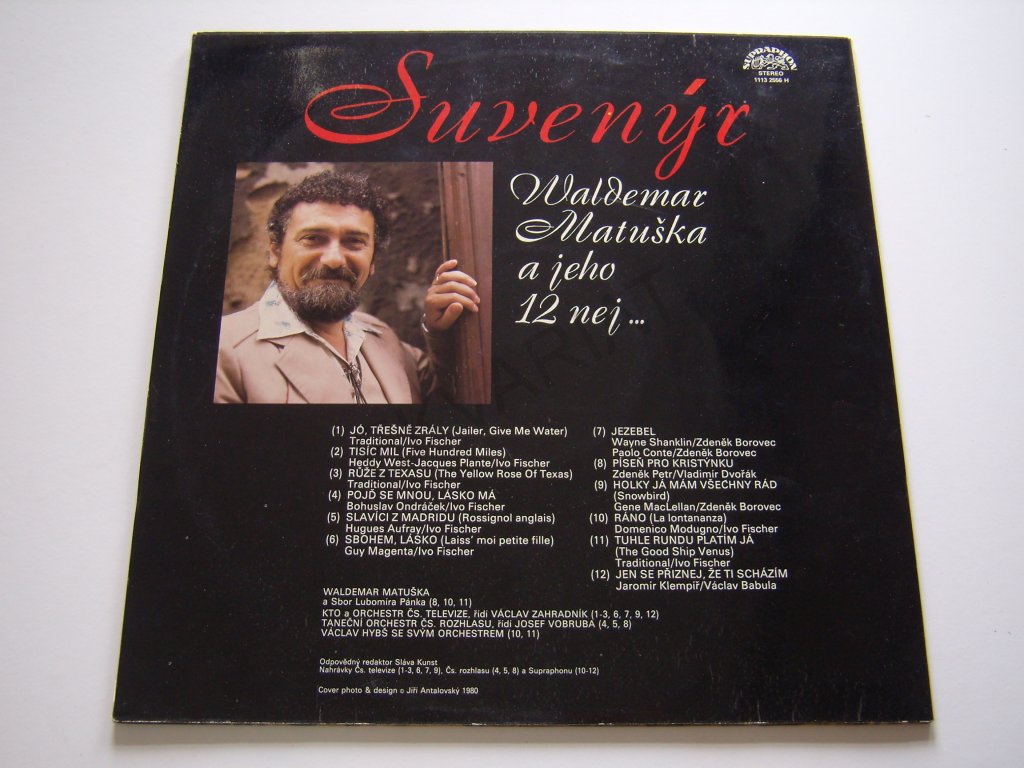 SUPRAPHON
STEREO
1113 2556 H
Suvenýr
Waldemar
Matuška
a jeho
12 nej...
(1) JÓ, TŘEŠNĚ ZRÁLY (Jailer, Give Me Water)
Traditional/Ivo Fischer
(2) TISÍC MIL (Five Hundred Miles)
Heddy West-Jacques Plante/Ivo Fischer
(3) RŮŽE Z TEXASU (The Yellow Rose Of Texas)
Traditional/Ivo Fischer
(4) POJĎ SE MNOU, LÁSKO MÁ
Bohuslav Ondráček/Ivo Fischer
(5) SLAVÍCI Z MADRIDU (Rossignol anglais)
Hugues Aufray/Ivo Fischer
(6) SBOHEM, LÁSKO (Laiss' moi petite fille)
Guy Magenta/Ivo Fischer
(7) JEZEBEL
Wayne Shanklin/Zdeněk Borovec
Paolo Conte/Zdeněk Borovec
(8) PÍSEŇ PRO KRISTÝNKU
Zdeněk Petr/Vladimír Dvořák
(9) HOLKY JÁ MÁM VŠECHNY RÁD
(Snowbird)
Gene MacLellan/Zdeněk Borovec
(10) RÁNO (La lontananza)
Domenico Modugno/Ivo Fischer
(11) TUHLE RUNDU PLATÍM JÁ
(The Good Ship Venus)
Traditional/Ivo Fischer
(12) JEN SE PŘIZNEJ, ŽE TI SCHÁZÍM
Jaromír Klempíř/Václav Babula
WALDEMAR MATUŠKA
a Sbor Lubomíra Pánka (8, 10, 11)
KTO a ORCHESTR ČS. TELEVIZE, řídí VÁCLAV ZAHRADNÍK (1-3, 6, 7, 9, 12)
TANEČNÍ ORCHESTR ČS. ROZHLASU, řídí JOSEF VOBRUBA (4, 5, 8)
VÁCLAV HYBŠ SE SVÝM ORCHESTREM (10, 11)
Odpovědný redaktor Sláva Kunst
Nahrávky Čs. televize (1-3, 6, 7, 9), Čs. rozhlasu (4, 5, 8) a Supraphonu (10-12)
Cover photo & design © Jiří Antalovský 1980